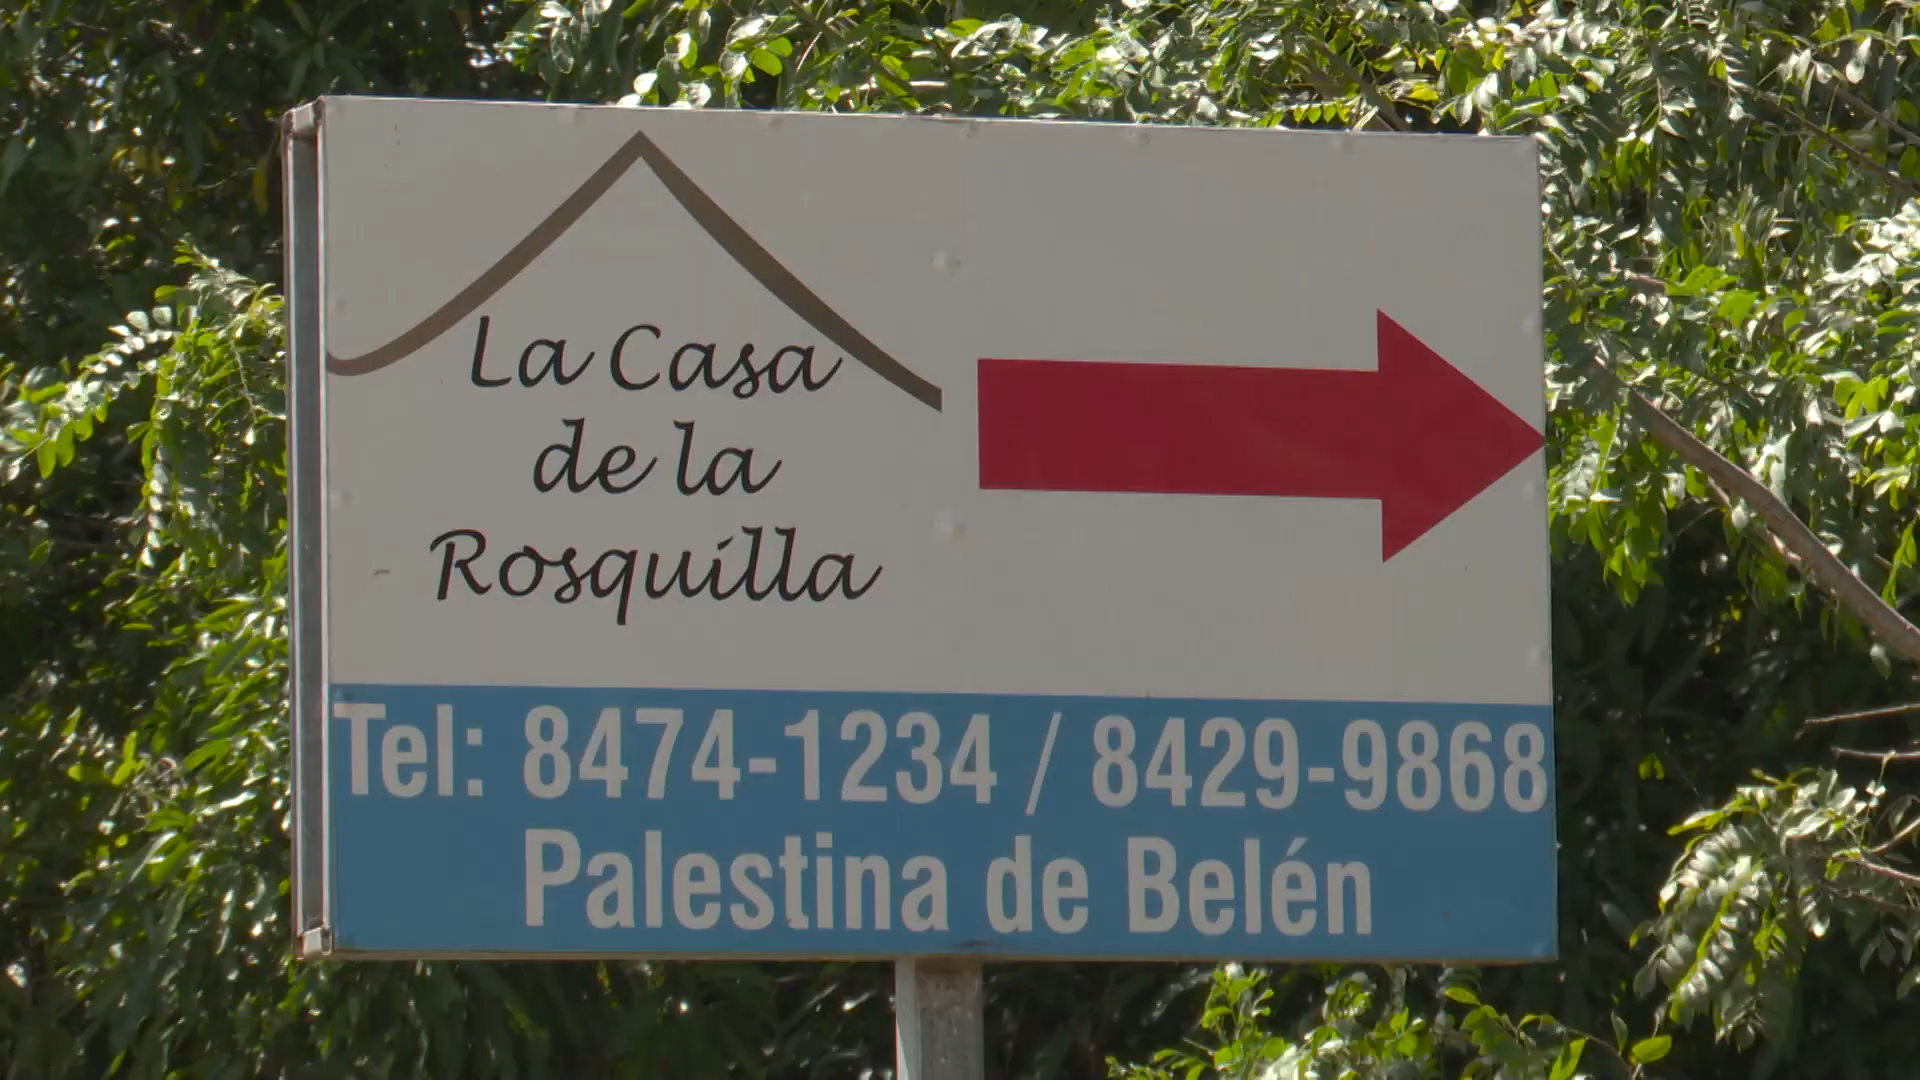 La Casa
de la
Rosquilla
Tel: 8474-1234 / 8429-9868
Palestina de Belén